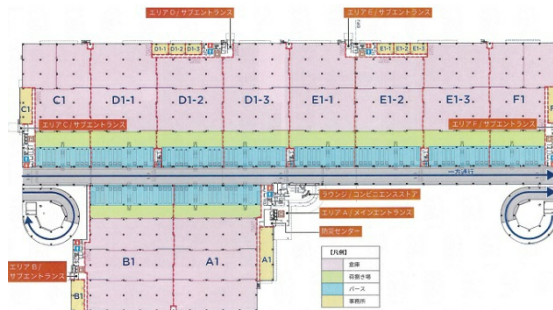 エリアD/サブエントランス
エリアE/サブエントランス
D1-1 D1-2 D1-3
E1-1 E1-2 E1-3
C1 D1-1 D1-2 D1-3 E1-1 E1-2 E1-3 F1
C1
エリアC/サブエントランス
エリアF/サブエントランス
一方通行
ラウンジ/コンビニエンスストア
エリアA/メインエントランス
防災センター
エリアB/
サブエントランス
B1 A1
A1
B1
【凡例】
倉庫
荷捌き場
バース
事務所